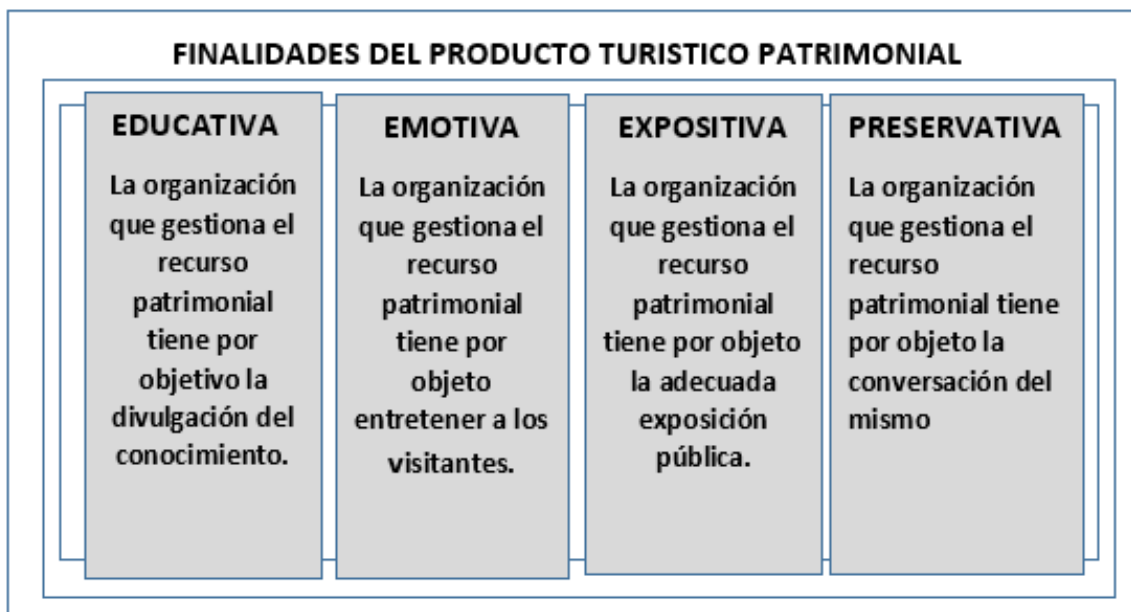 FINALIDADES DEL PRODUCTO TURISTICO PATRIMONIAL
EDUCATIVA
La organización
que gestiona el
recurso
patrimonial
tiene por
objetivo la
divulgación del
conocimiento.
EMOTIVA
La organización
que gestiona el
recurso
patrimonial
tiene por
objeto
entretener a los
visitantes.
EXPOSITIVA
La organización
que gestiona el
recurso
patrimonial
tiene por objeto
la adecuada
exposición
pública.
PRESERVATIVA
La organización
que gestiona el
recurso
patrimonial tiene
por objeto la
conversación del
mismo